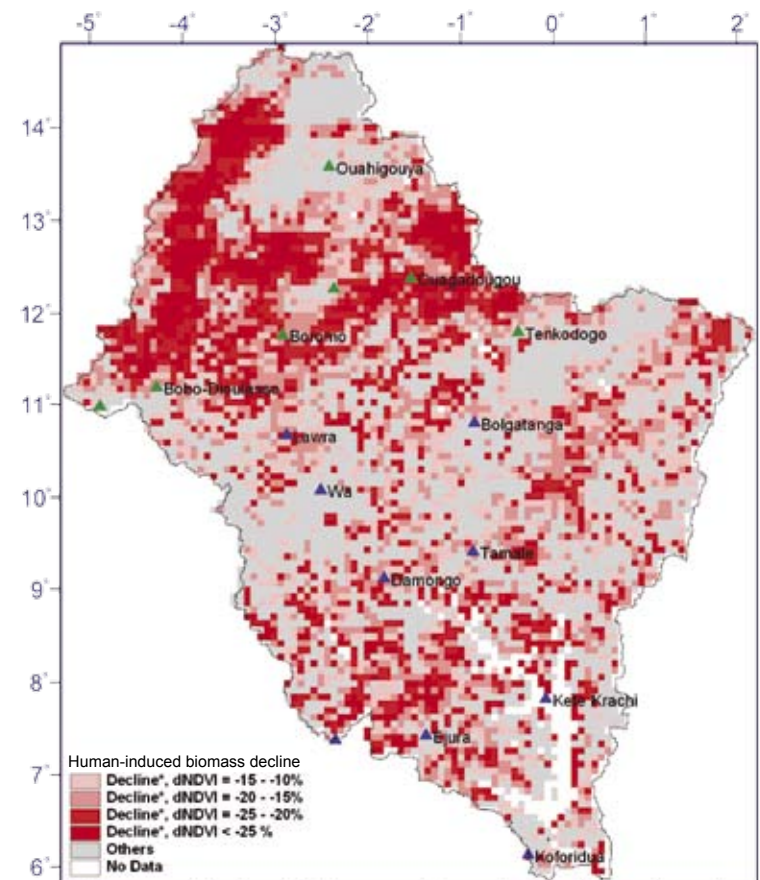 -5° -4° -3° -2° -1° 0° 1° 2°
14°
Ouahigouya
13°
Ouagadougou
12°
Boromo
Tenkodogo
Bobo-Dioulasso
11°
Bolgatanga
Lawra
10°
Wa
Tamale
9°
Damongo
8°
Kete Krachi
Ejura
7°
Human-induced biomass decline
Decline*, dNDVI = -15 - -10%
Decline*, dNDVI = -20 - -15%
Decline*, dNDVI = -25 - -20%
Decline*, dNDVI < -25 %
Others
No Data
Koforidua
6°